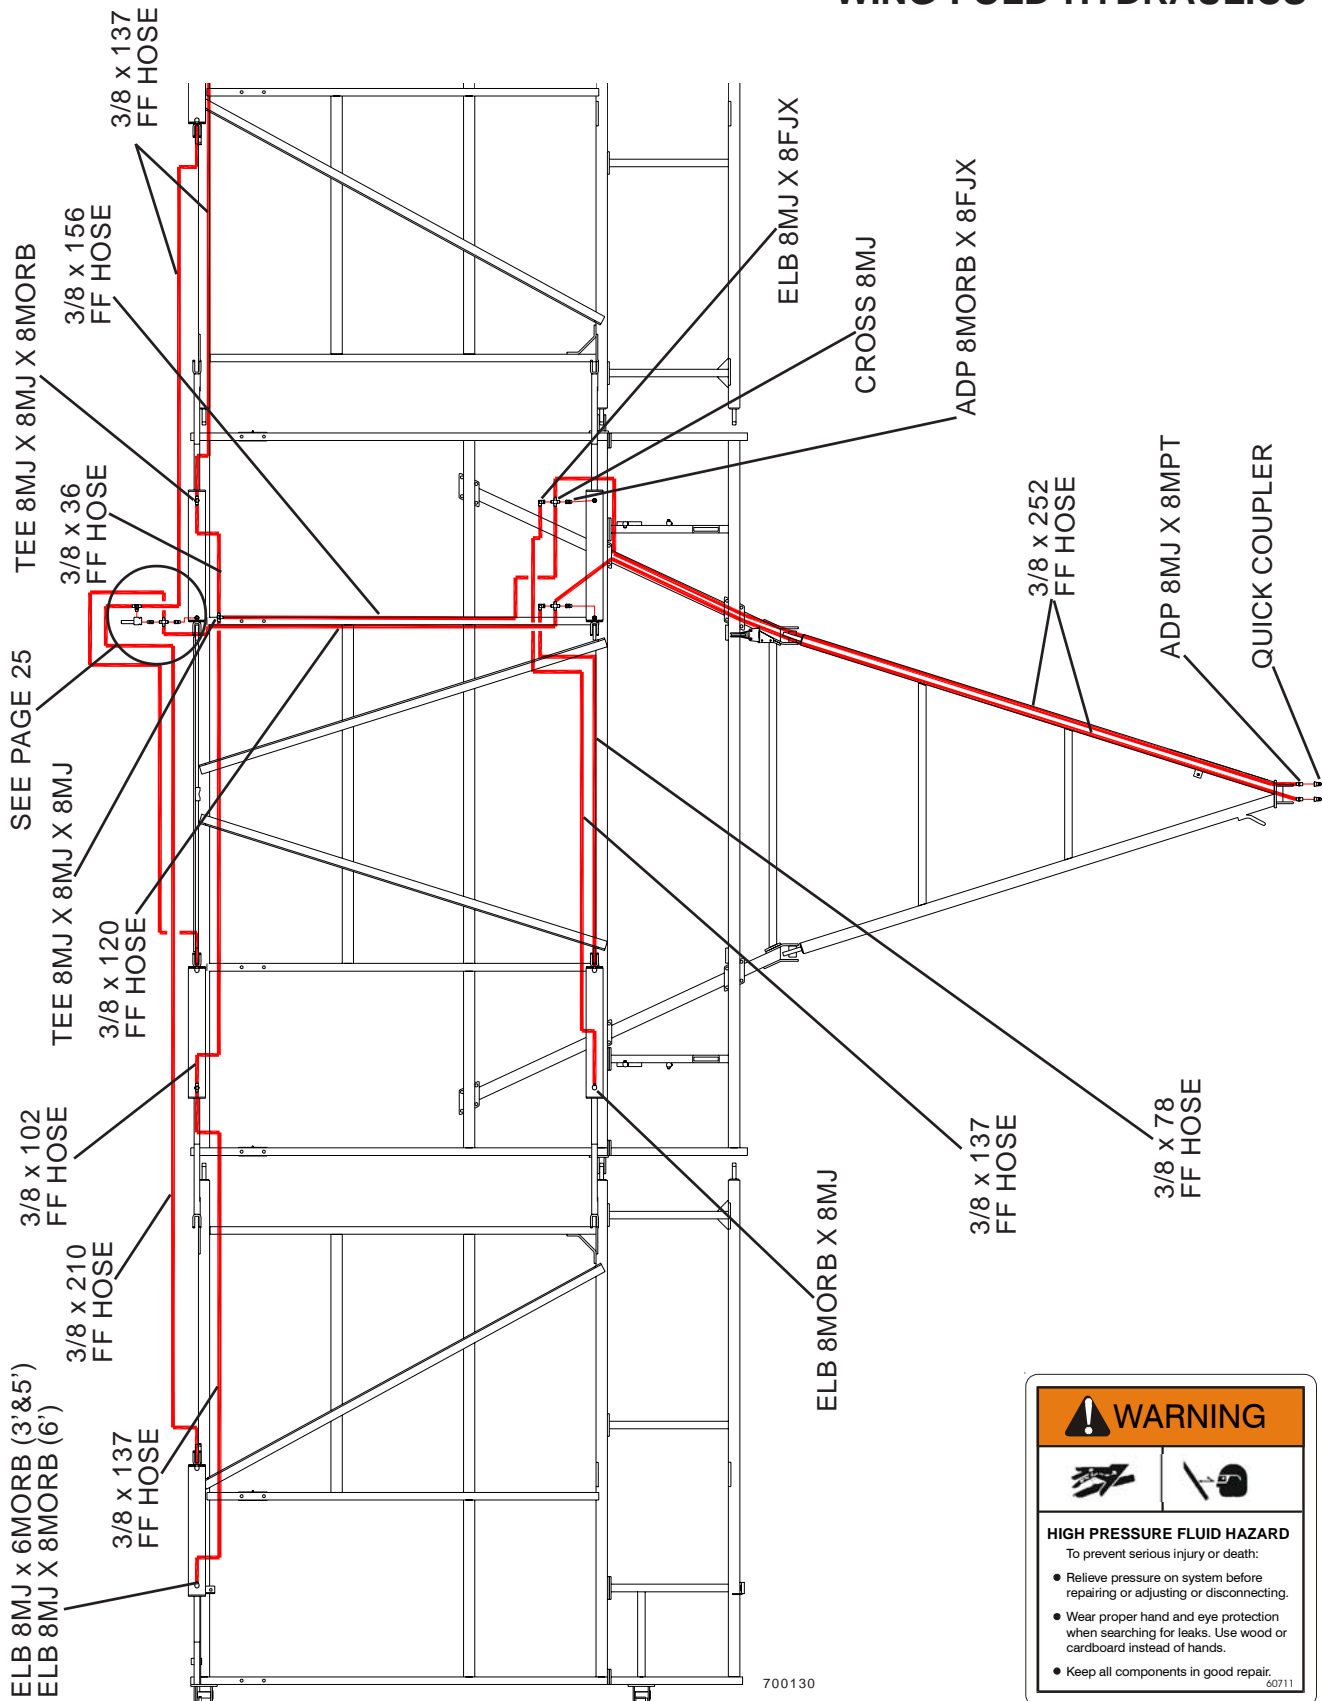 WING FOLD HYDRAULICS
3/8 x 137
FF HOSE
3/8 x 156
FF HOSE
TEE 8MJ X 8MJ X 8MORB
3/8 x 36
FF HOSE
SEE PAGE 25
TEE 8MJ X 8MJ X 8MJ
3/8 x 120
FF HOSE
3/8 x 102
FF HOSE
3/8 x 210
FF HOSE
ELB 8MJ x 6MORB (3'&5')
ELB 8MJ X 8MORB (6')
3/8 x 137
FF HOSE
ELB 8MJ X 8FJX
CROSS 8MJ
ADP 8MORB X 8FJX
3/8 x 252
FF HOSE
ADP 8MJ X 8MPT
QUICK COUPLER
3/8 x 78
FF HOSE
3/8 x 137
FF HOSE
ELB 8MORB X 8MJ
700130
WARNING
HIGH PRESSURE FLUID HAZARD
To prevent serious injury or death:
● Relieve pressure on system before
repairing or adjusting or disconnecting.
● Wear proper hand and eye protection
when searching for leaks. Use wood or
cardboard instead of hands.
● Keep all components in good repair.
60711